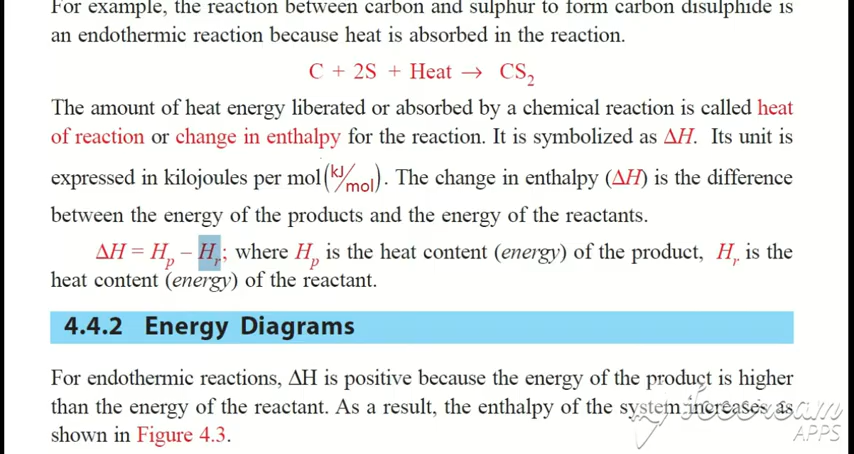 For example, the reaction between carbon and sulphur to form carbon disulphide is
an endothermic reaction because heat is absorbed in the reaction.
C + 2S + Heat → CS₂
The amount of heat energy liberated or absorbed by a chemical reaction is called heat
of reaction or change in enthalpy for the reaction. It is symbolized as ΔH. Its unit is
expressed in kilojoules per mol (kJ/mol). The change in enthalpy (ΔH) is the difference
between the energy of the products and the energy of the reactants.
ΔH = Hₚ – Hᵣ; where Hₚ is the heat content (energy) of the product, Hᵣ is the
heat content (energy) of the reactant.
4.4.2 Energy Diagrams
For endothermic reactions, ΔH is positive because the energy of the product is higher
than the energy of the reactant. As a result, the enthalpy of the system increases as
shown in Figure 4.3.
icecream
APPS